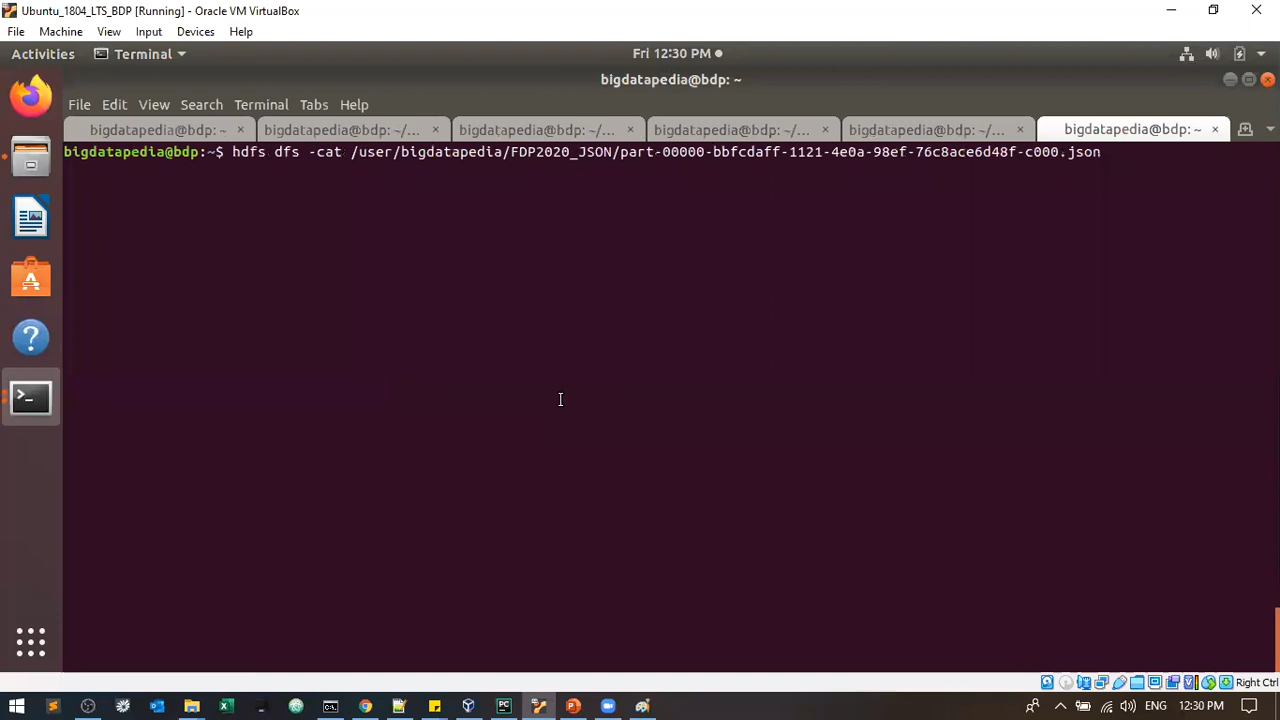 Ubuntu_1804_LTS_BDP [Running] - Oracle VM VirtualBox
File Machine View Input Devices Help
Activities Terminal Fri 12:30 PM
bigdatapedia@bdp: ~
File Edit View Search Terminal Tabs Help
bigdatapedia@bdp: ~ × bigdatapedia@bdp: ~/... × bigdatapedia@bdp: ~/... × bigdatapedia@bdp: ~/... × bigdatapedia@bdp: ~/... × bigdatapedia@bdp: ~ ×
bigdatapedia@bdp:~$ hdfs dfs -cat /user/bigdatapedia/FDP2020_JSON/part-00000-bbfcdaff-1121-4e0a-98ef-76c8ace6d48f-c000.json
Right Ctrl
ENG 12:30 PM